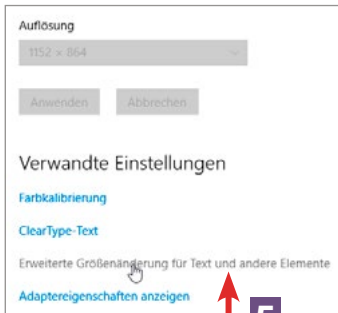 Auflösung
1152 × 864
Anwenden Abbrechen
Verwandte Einstellungen
Farbkalibrierung
ClearType-Text
Erweiterte Größenänderung für Text und andere Elemente
Adaptereigenschaften anzeigen